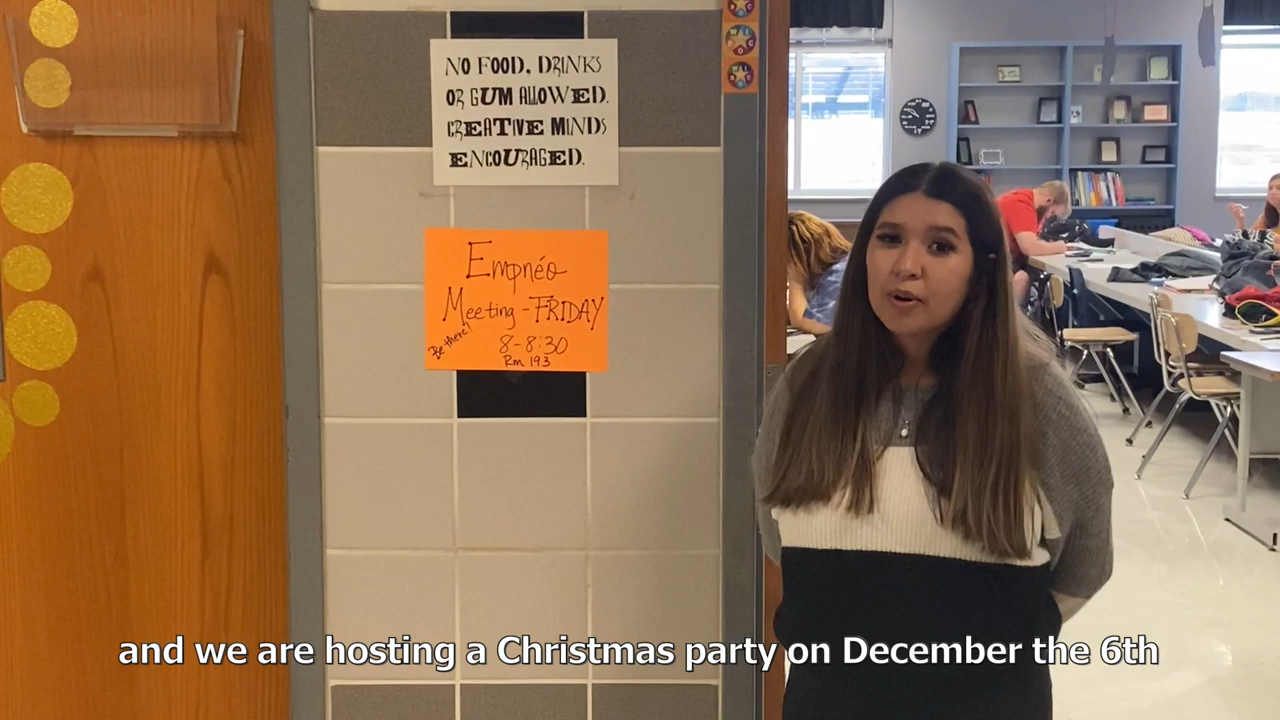 NO FOOD, DRINKS
OR GUM ALLOWED.
CREATIVE MINDS
ENCOURAGED.
Empnéo
Meeting - FRIDAY
Be there!
8-8:30
Rm 193
and we are hosting a Christmas party on December the 6th